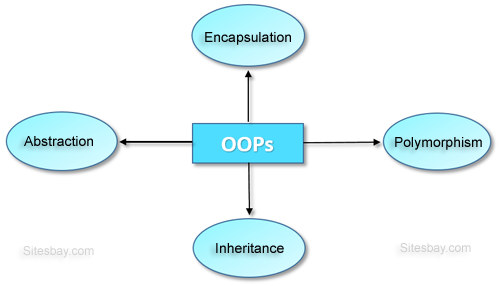 Encapsulation
Abstraction
OOPs
Polymorphism
Inheritance
Sitesbay.com
Sitesbay.com